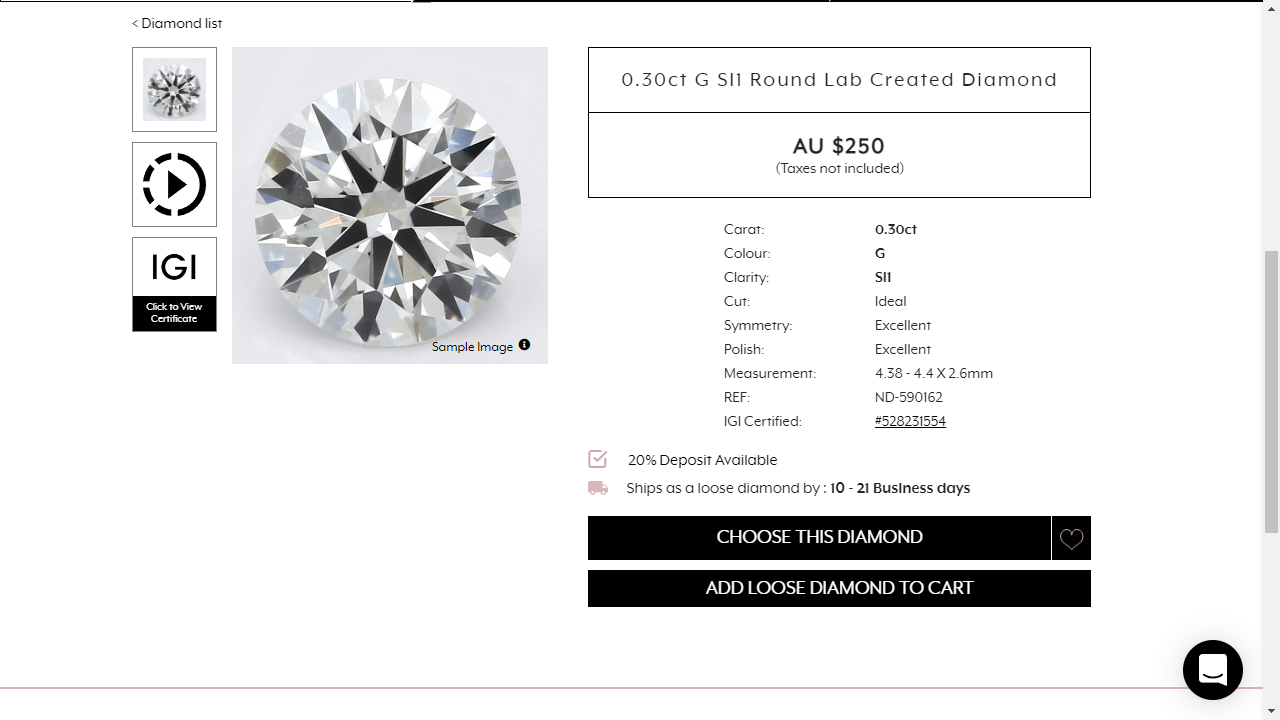 < Diamond list
IGI
Click to View
Certificate
Sample Image
0.30ct G SI1 Round Lab Created Diamond
AU $250
(Taxes not included)
Carat: 0.30ct
Colour: G
Clarity: SI1
Cut: Ideal
Symmetry: Excellent
Polish: Excellent
Measurement: 4.38 - 4.4 X 2.6mm
REF: ND-590162
IGI Certified: #528231554
20% Deposit Available
Ships as a loose diamond by : 10 - 21 Business days
CHOOSE THIS DIAMOND
ADD LOOSE DIAMOND TO CART